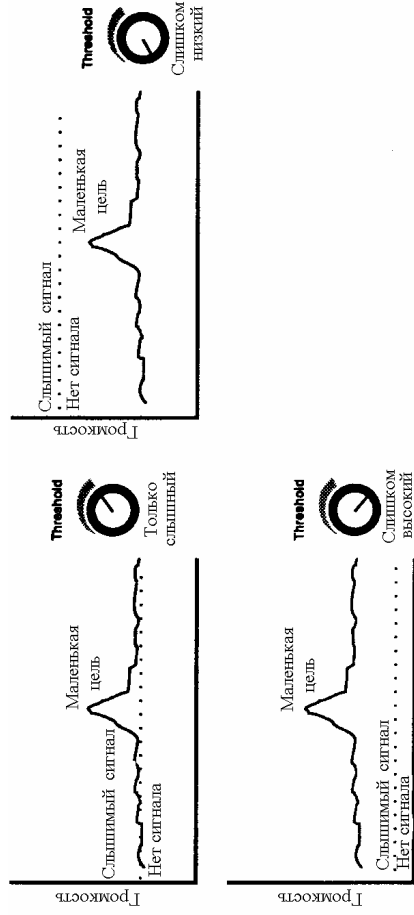 Громкость
Слышимый сигнал
Нет сигнала
Маленькая
цель
Threshold
Только
слышный
Громкость
Слышимый сигнал
Нет сигнала
Маленькая
цель
Threshold
Слишком
низкий
Громкость
Слышимый сигнал
Нет сигнала
Маленькая
цель
Threshold
Слишком
высокий